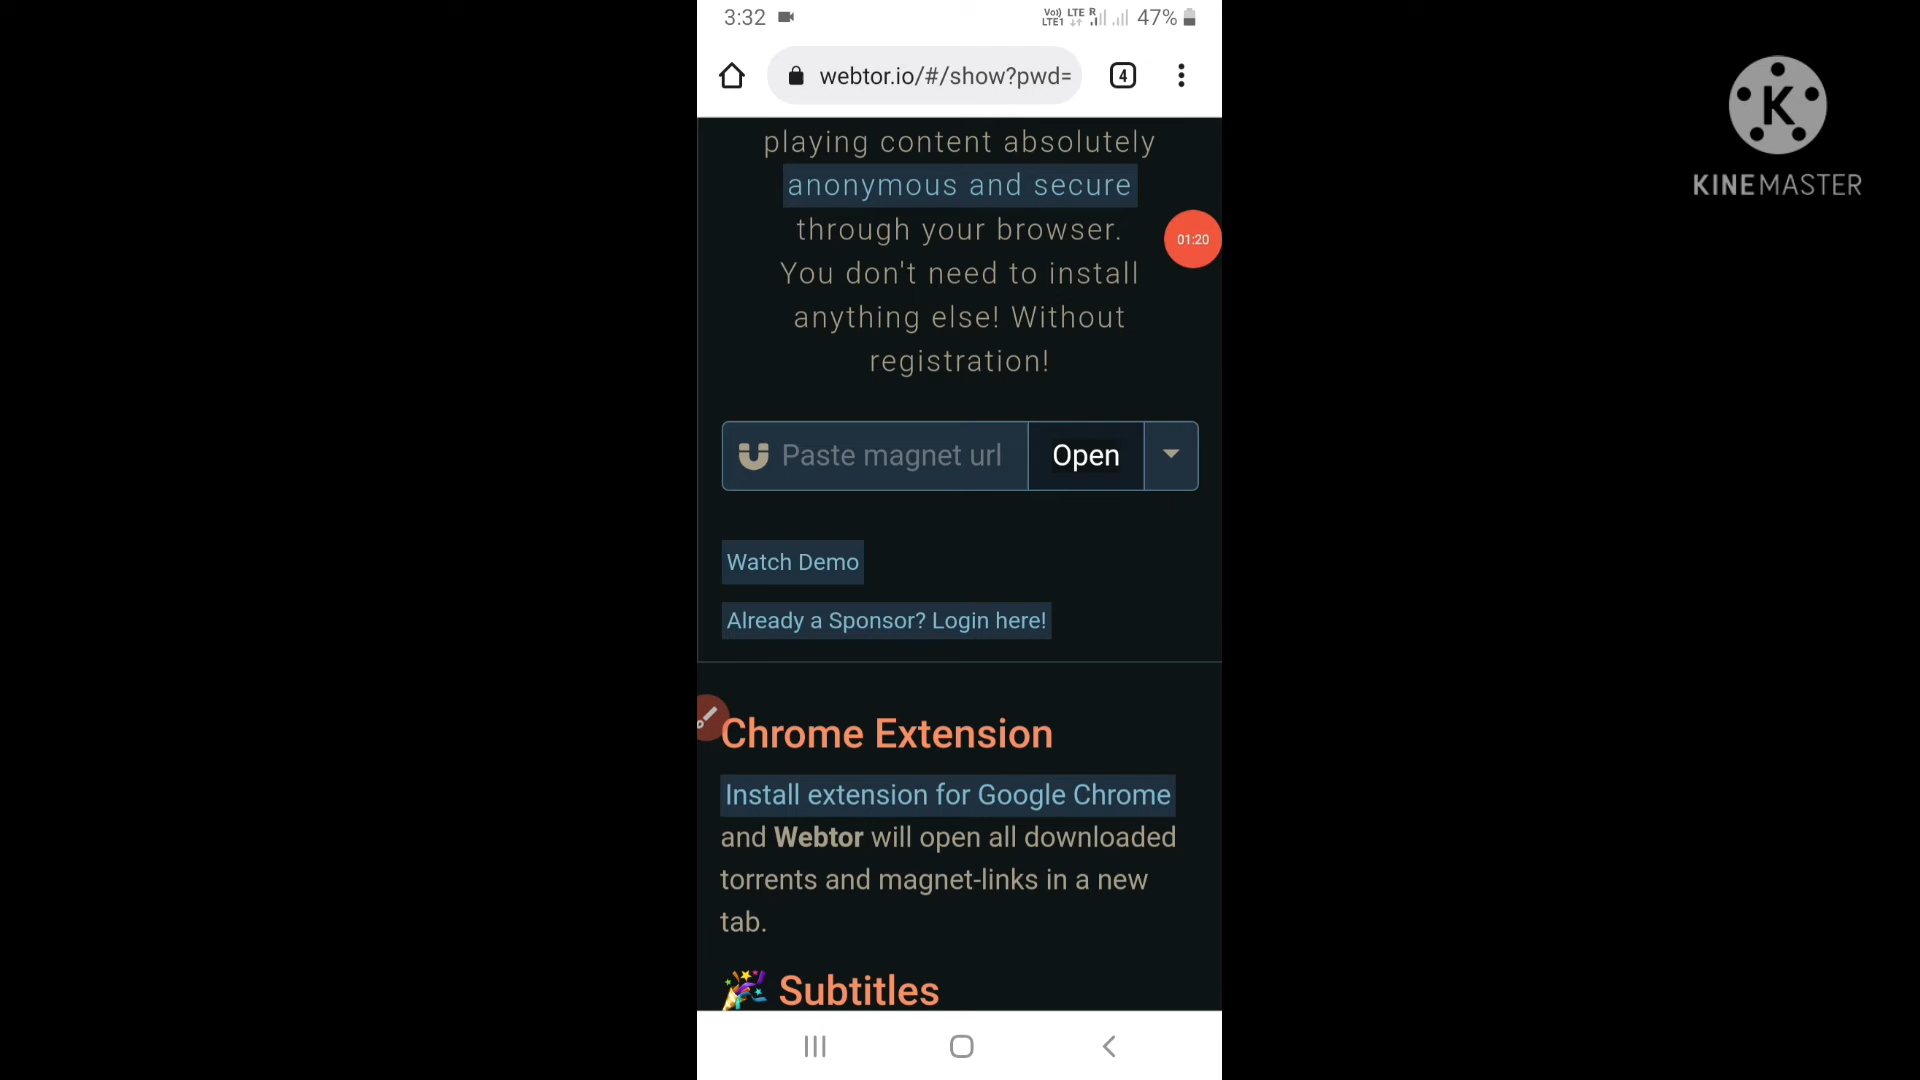 3:32
Vo)) LTE R
LTE1
47%
webtor.io/#/show?pwd=
4
K
KINEMASTER
playing content absolutely
anonymous and secure
through your browser.
01:20
You don't need to install
anything else! Without
registration!
Paste magnet url
Open
Watch Demo
Already a Sponsor? Login here!
Chrome Extension
Install extension for Google Chrome
and Webtor will open all downloaded
torrents and magnet-links in a new
tab.
Subtitles